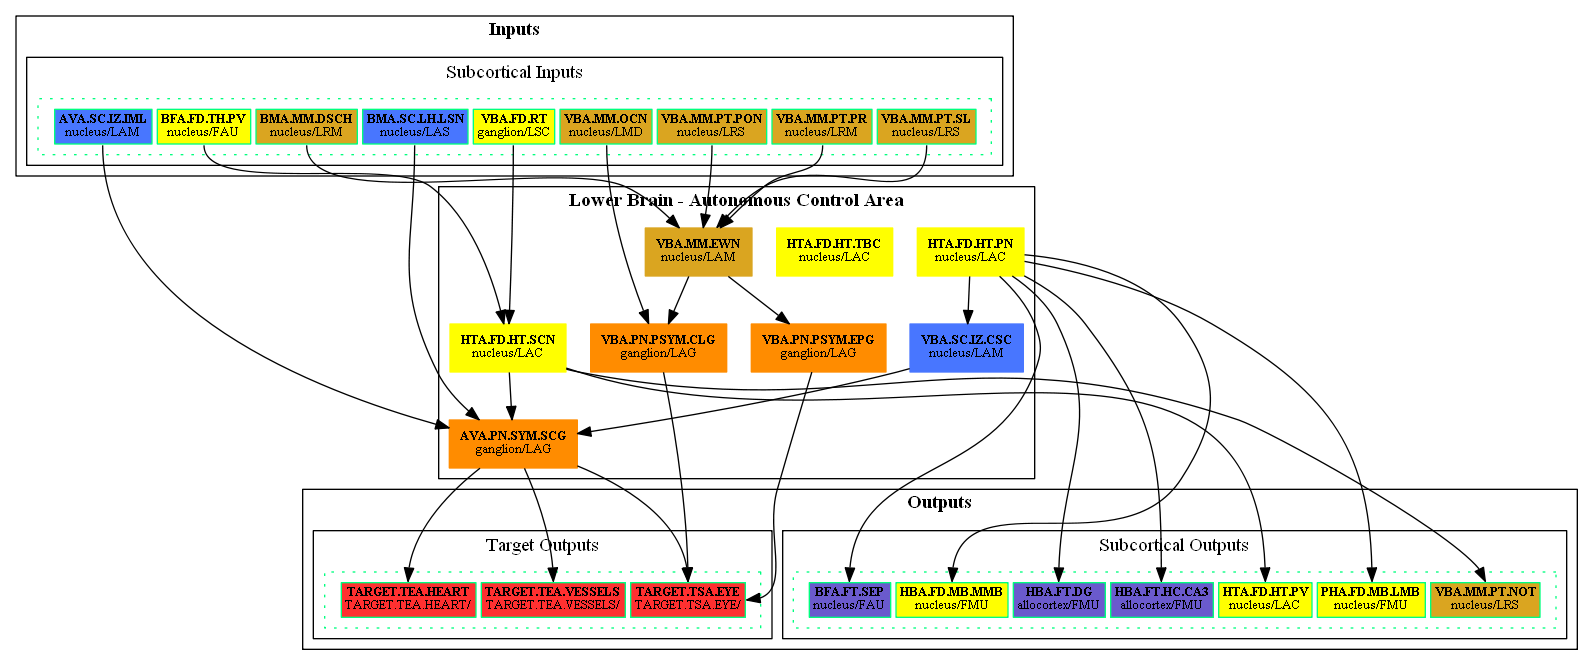 Inputs
Subcortical Inputs
AVA.SC.IZ.IML
nucleus/LAM
BFA.FD.TH.PV
nucleus/FAU
BMA.MM.DSCH
nucleus/LRM
BMA.SC.LH.LSN
nucleus/LAS
VBA.FD.RT
ganglion/LSC
VBA.MM.OCN
nucleus/LMD
VBA.MM.PT.PON
nucleus/LRS
VBA.MM.PT.PR
nucleus/LRM
VBA.MM.PT.SL
nucleus/LRS
Lower Brain - Autonomous Control Area
VBA.MM.EWN
nucleus/LAM
HTA.FD.HT.TBC
nucleus/LAC
HTA.FD.HT.PN
nucleus/LAC
HTA.FD.HT.SCN
nucleus/LAC
VBA.PN.PSYM.CLG
ganglion/LAG
VBA.PN.PSYM.EPG
ganglion/LAG
VBA.SC.IZ.CSC
nucleus/LAM
AVA.PN.SYM.SCG
ganglion/LAG
Outputs
Target Outputs
TARGET.TEA.HEART
TARGET.TEA.HEART/
TARGET.TEA.VESSELS
TARGET.TEA.VESSELS/
TARGET.TSA.EYE
TARGET.TSA.EYE/
Subcortical Outputs
BFA.FT.SEP
nucleus/FAU
HBA.FD.MB.MMB
nucleus/FMU
HBA.FT.DG
allocortex/FMU
HBA.FT.HC.CA3
allocortex/FMU
HTA.FD.HT.PV
nucleus/LAC
PHA.FD.MB.LMB
nucleus/FMU
VBA.MM.PT.NOT
nucleus/LRS